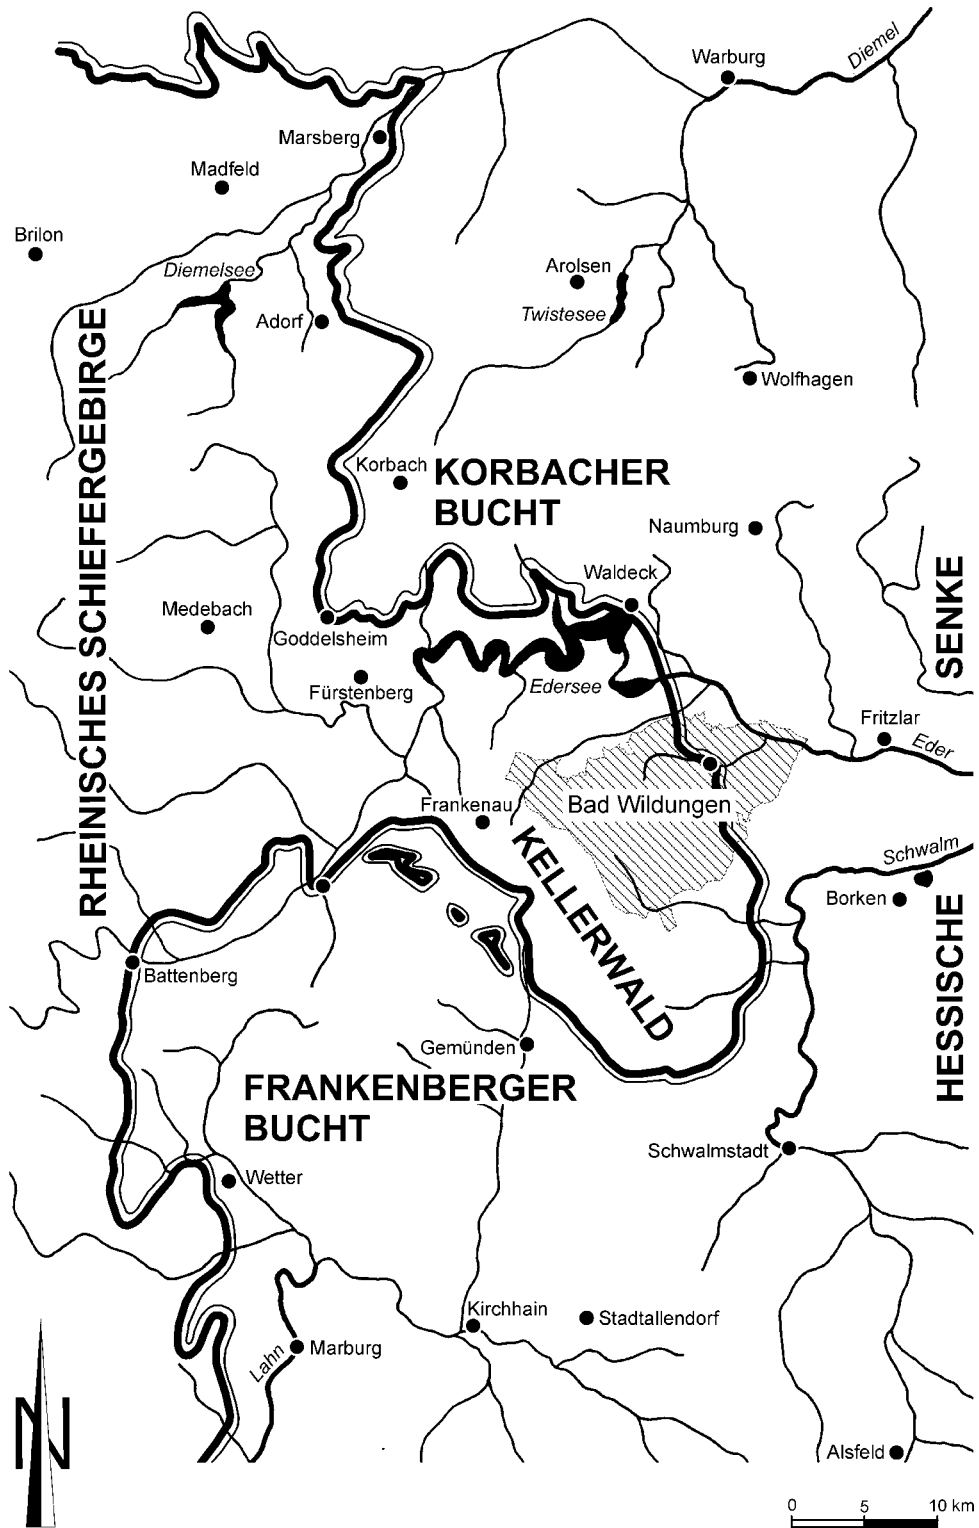 Diemel
Warburg
Marsberg
Madfeld
Brilon
Diemelsee
Arolsen
Twistesee
Adorf
Wolfhagen
RHEINISCHES SCHIEFERGEBIRGE
Korbach
KORBACHER
BUCHT
Naumburg
Waldeck
Medebach
Goddelsheim
Fürstenberg
Edersee
HESSISCHE SENKE
Fritzlar
Eder
Frankenau
Bad Wildungen
KELLERWALD
Schwalm
Borken
Battenberg
Gemünden
FRANKENBERGER
BUCHT
Schwalmstadt
Wetter
Kirchhain
Stadtallendorf
Lahn
Marburg
N
Alsfeld
0 5 10 km